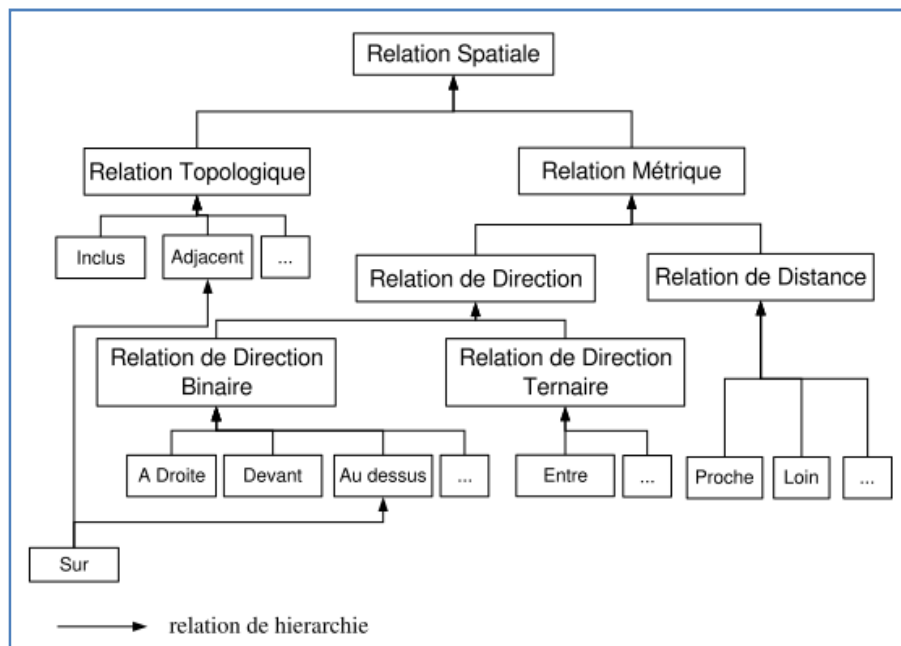 Relation Spatiale
Relation Topologique
Relation Métrique
Inclus
Adjacent
...
Relation de Direction
Relation de Distance
Relation de Direction
Binaire
Relation de Direction
Ternaire
A Droite
Devant
Au dessus
...
Entre
...
Proche
Loin
...
Sur
relation de hierarchie